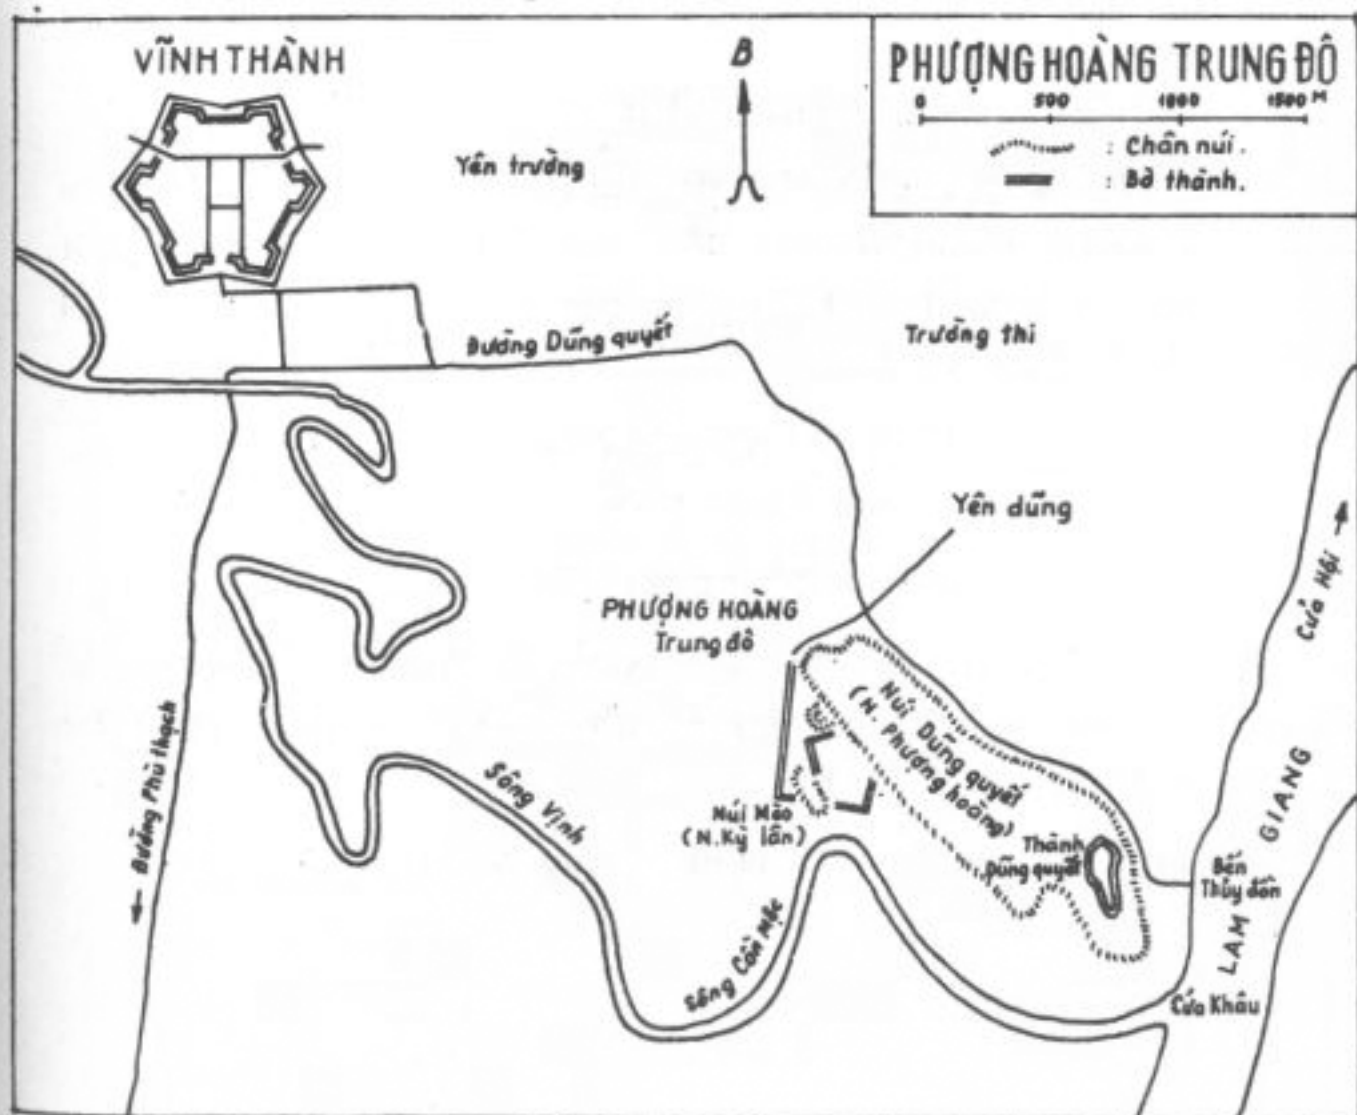 VĨNH THÀNH
B
PHƯỢNG HOÀNG TRUNG ĐÔ
0 500 1000 1500 M
: Chân núi.
: Bờ thành.
Yên trường
Đường Dũng quyết
Trường thi
Yên dũng
PHƯỢNG HOÀNG
Trung đô
Cửa Hội
Núi Dũng quyết
(N. Phượng hoàng)
Đường Phù thạch
Sông Vịnh
Núi Mèo
(N. Kỳ lân)
Thành
Dũng quyết
Bến
Thủy đồn
LAM GIANG
Sông Cồn Mộc
Cửa Khâu